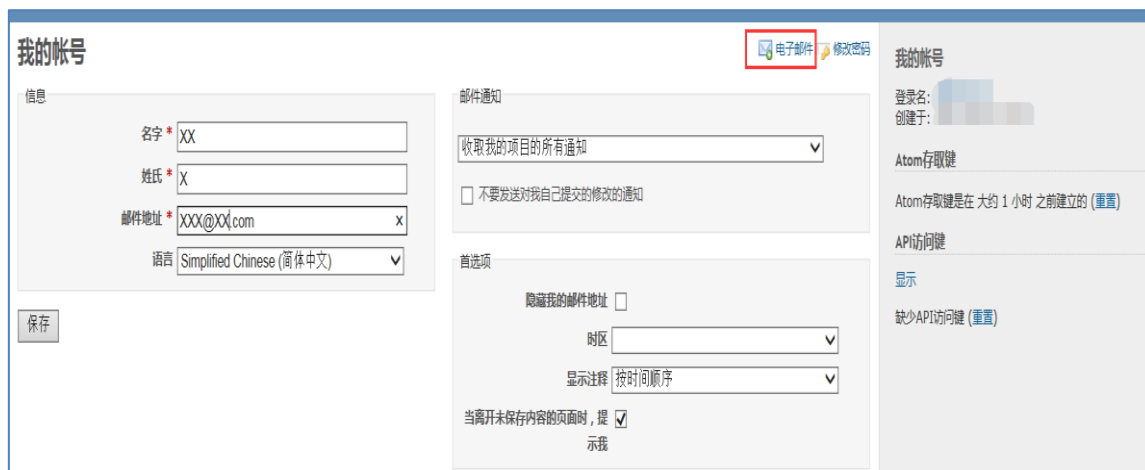 我的帐号
电子邮件 修改密码
信息
名字 * XX
姓氏 * X
邮件地址 * XXX@XX.com x
语言 Simplified Chinese (简体中文)
保存
邮件通知
收取我的项目的所有通知
不要发送对我自己提交的修改的通知
首选项
隐藏我的邮件地址
时区
显示注释 按时间顺序
当离开未保存内容的页面时，提
示我
我的帐号
登录名:
创建于:
Atom存取键
Atom存取键是在 大约 1 小时 之前建立的 (重置)
API访问键
显示
缺少API访问键 (重置)